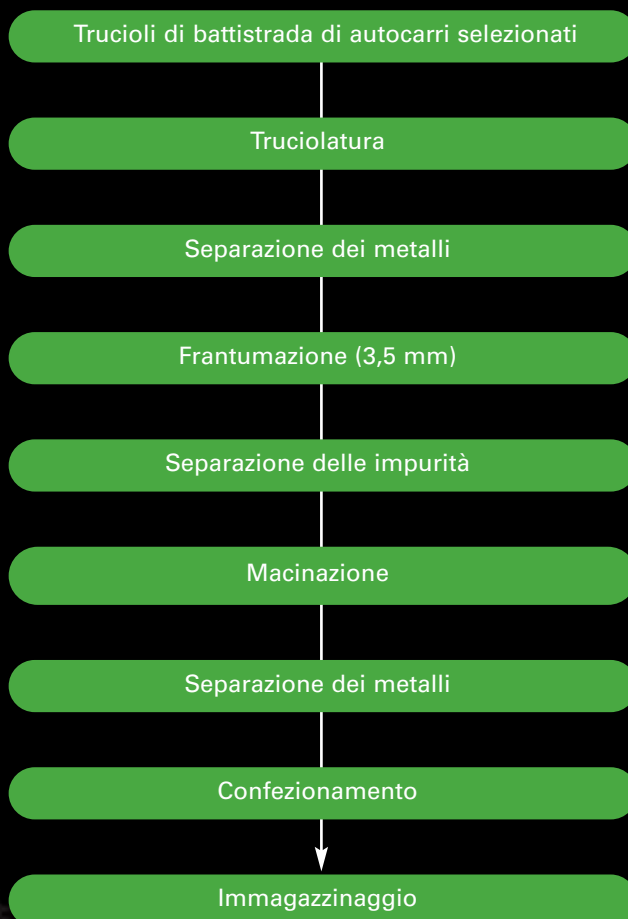 Trucioli di battistrada di autocarri selezionati
Truciolatura
Separazione dei metalli
Frantumazione (3,5 mm)
Separazione delle impurità
Macinazione
Separazione dei metalli
Confezionamento
Immagazzinaggio